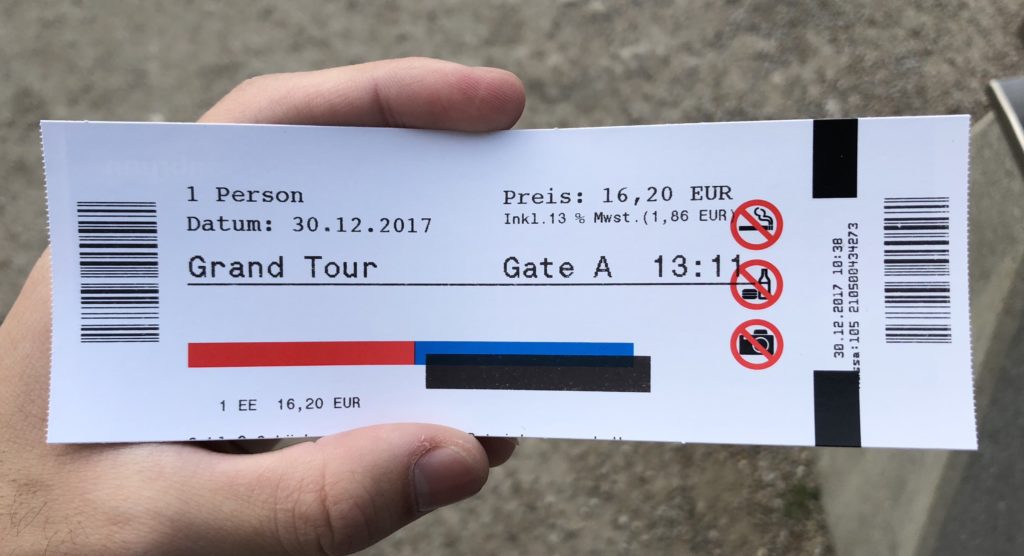 1 Person
Datum: 30.12.2017
Preis: 16,20 EUR
Inkl.13 % Mwst.(1,86 EUR)
Grand Tour
Gate A 13:11
1 EE 16,20 EUR
30.12.2017 10:38
:105 210500434273